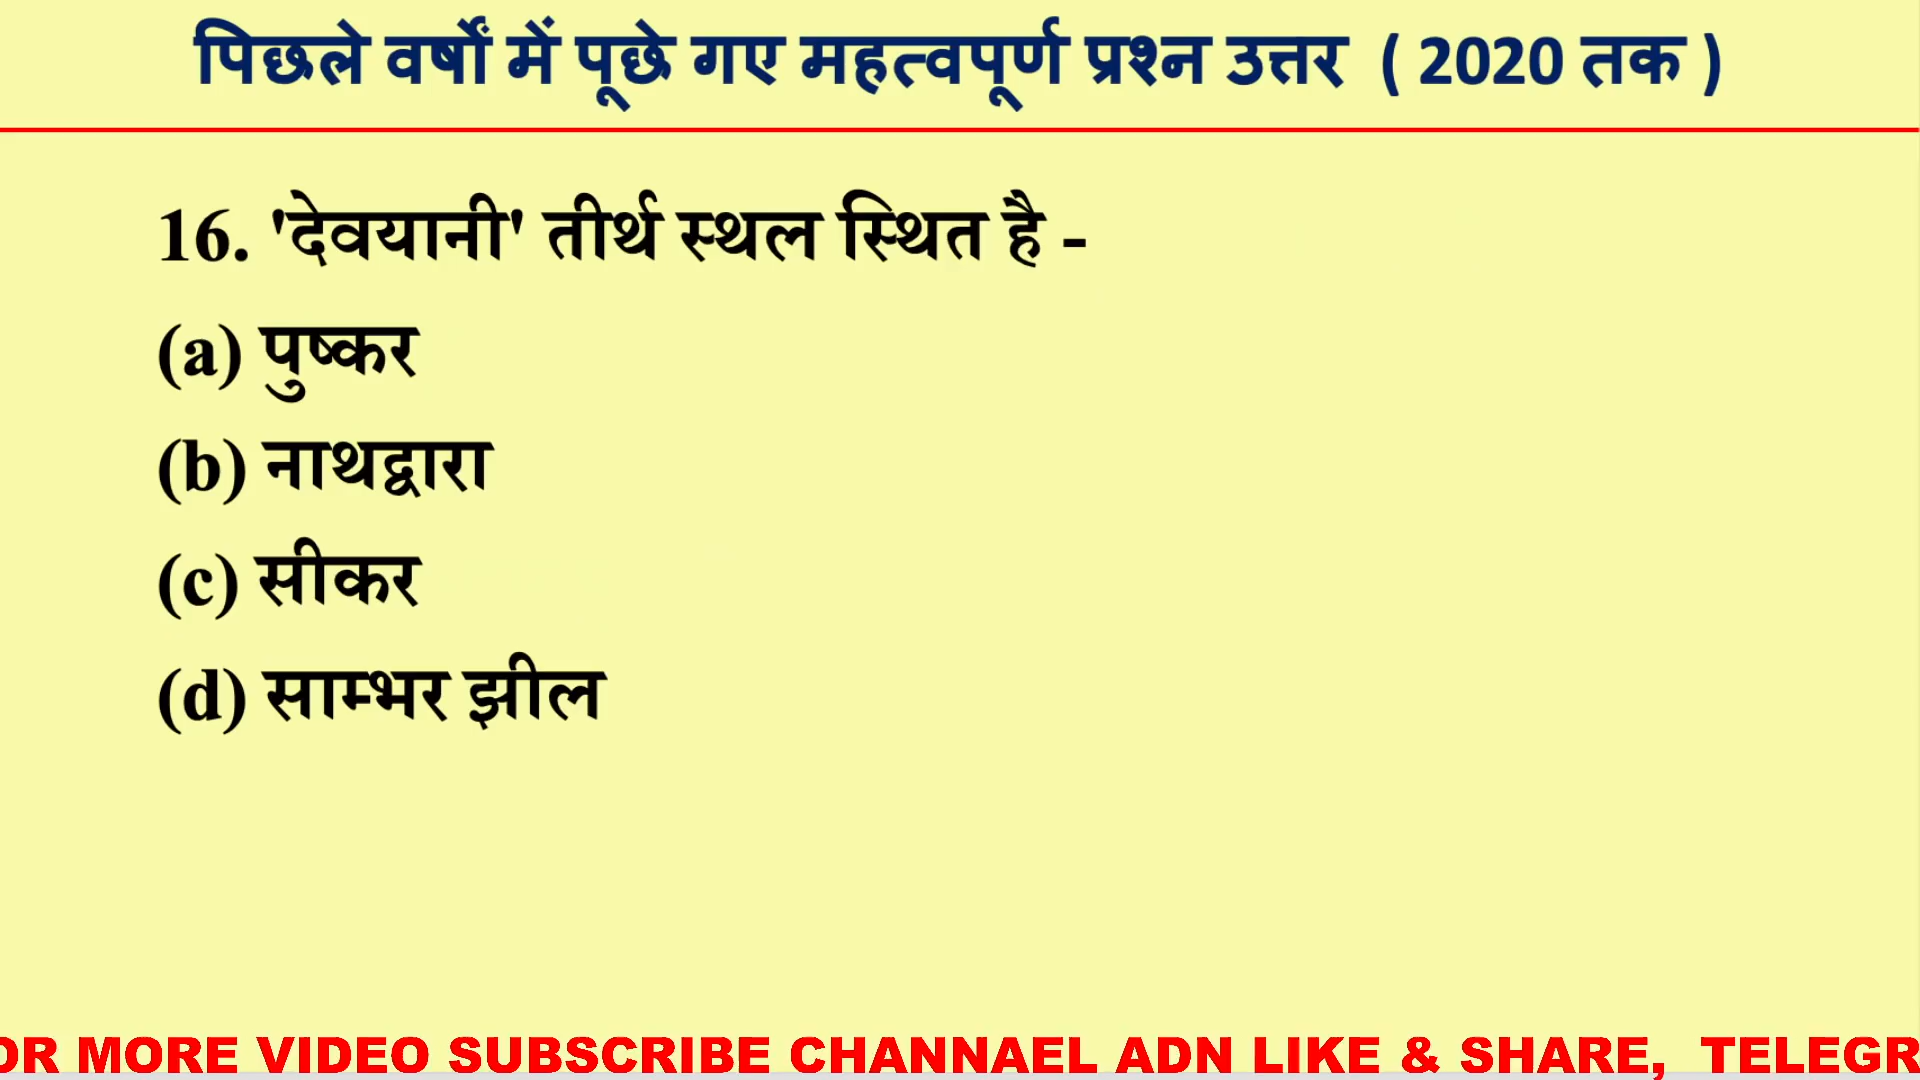 पिछले वर्षों में पूछे गए महत्वपूर्ण प्रश्न उत्तर ( 2020 तक )
16. 'देवयानी' तीर्थ स्थल स्थित है -
(a) पुष्कर
(b) नाथद्वारा
(c) सीकर
(d) साम्भर झील
OR MORE VIDEO SUBSCRIBE CHANNAEL ADN LIKE & SHARE, TELEGR